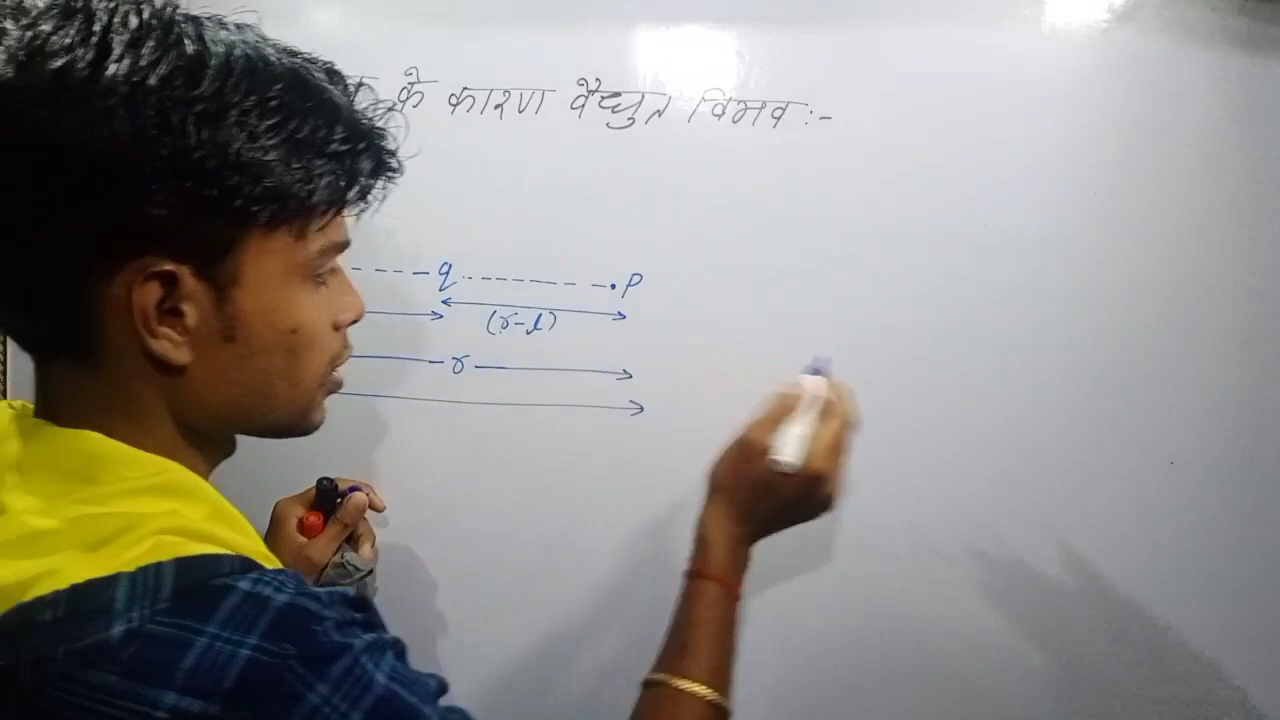 के कारण वैद्युत विभव :-
q P
(r-l)
r